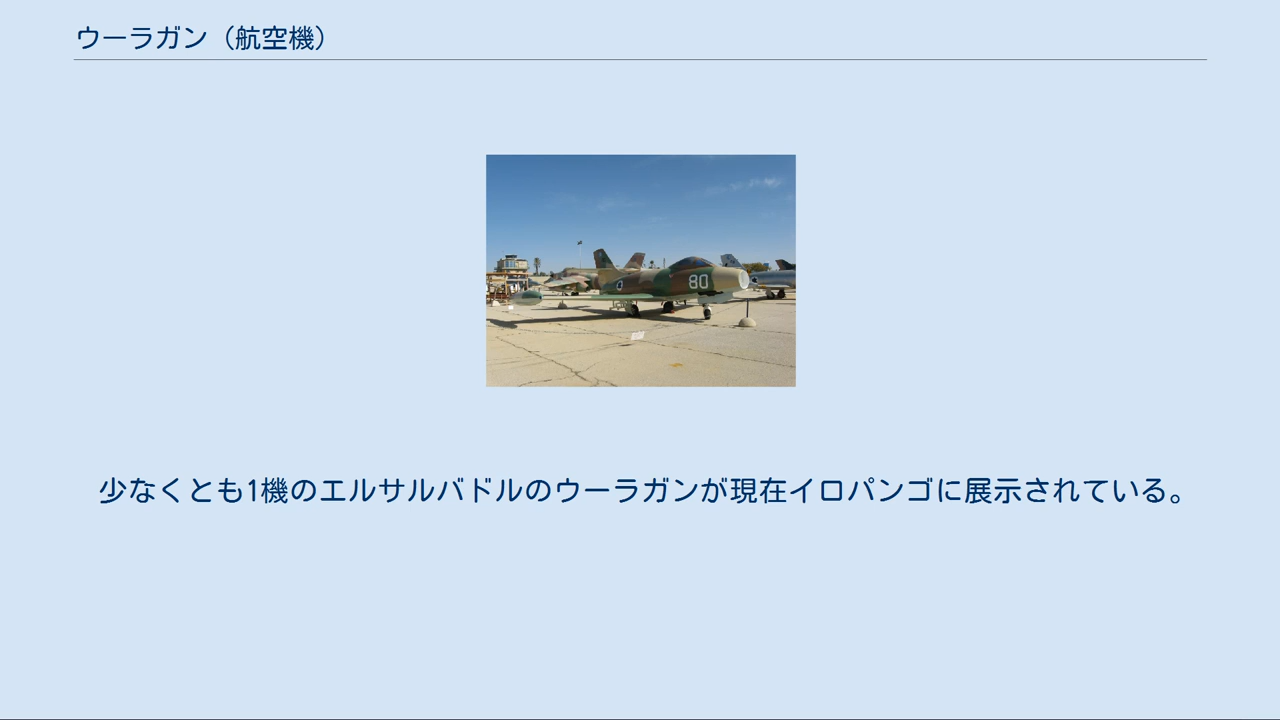 ウーラガン（航空機）
80
少なくとも1機のエルサルバドルのウーラガンが現在イロパンゴに展示されている。